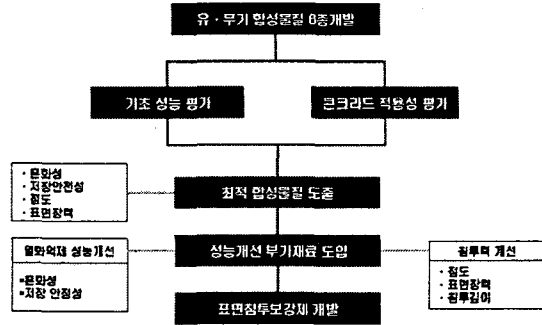 유·무기 합성물질 6종개발
기초 성능 평가
콘크리트 적용성 평가
· 둔화성
· 저장안전성
· 점도
· 표면장력
최적 합성물질 도출
열화억제 성능개선
▪둔화성
▪저장 안정성
성능개선 부가재료 도입
침투력 개선
· 점도
· 표면장력
· 침투깊이
표면침투보강제 개발